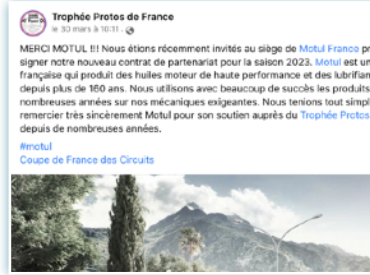 Trophée Protos de France
le 30 mars à 10:11 ·
MERCI MOTUL !!! Nous étions récemment invités au siège de Motul France
signer notre nouveau contrat de partenariat pour la saison 2023. Motul est
française qui produit des huiles moteur de haute performance et des
depuis plus de 160 ans. Nous utilisons avec beaucoup de succès les produits
nombreuses années sur nos mécaniques exigeantes. Nous tenions tout
remercier très sincèrement Motul pour son soutien auprès du Trophée Protos
depuis de nombreuses années.
#motul
Coupe de France des Circuits